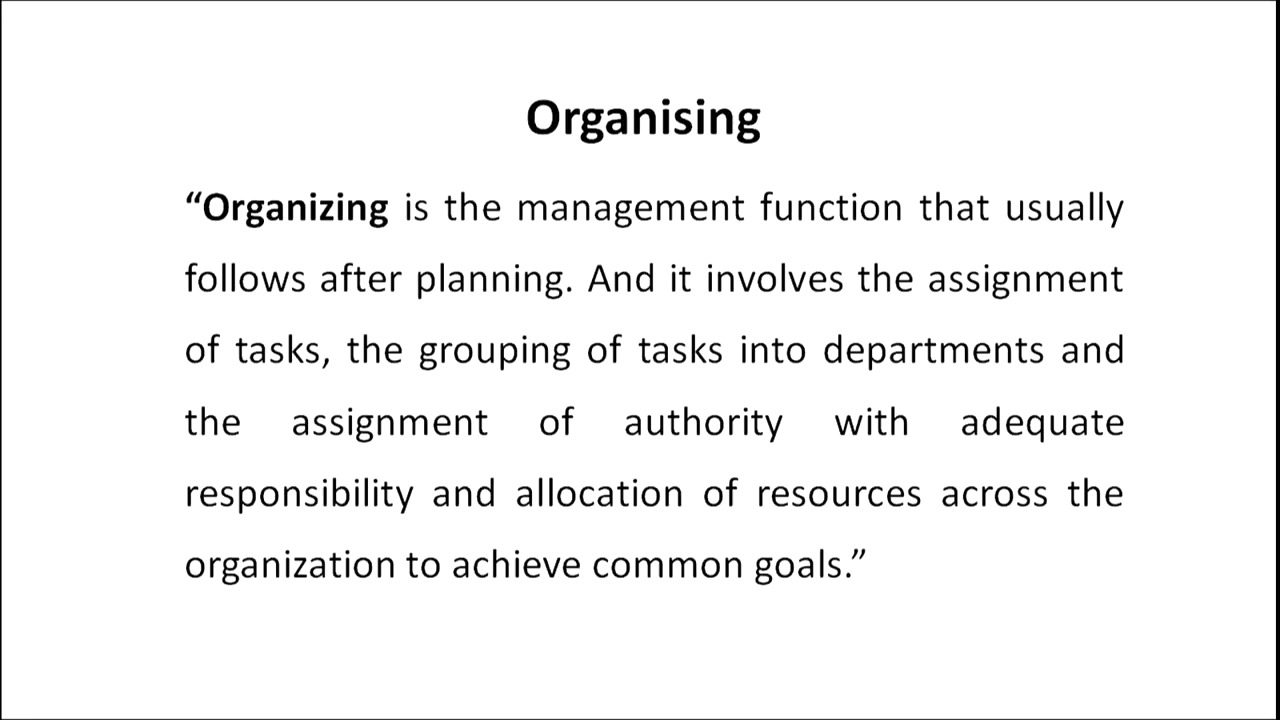 Organising
“Organizing is the management function that usually
follows after planning. And it involves the assignment
of tasks, the grouping of tasks into departments and
the assignment of authority with adequate
responsibility and allocation of resources across the
organization to achieve common goals.”